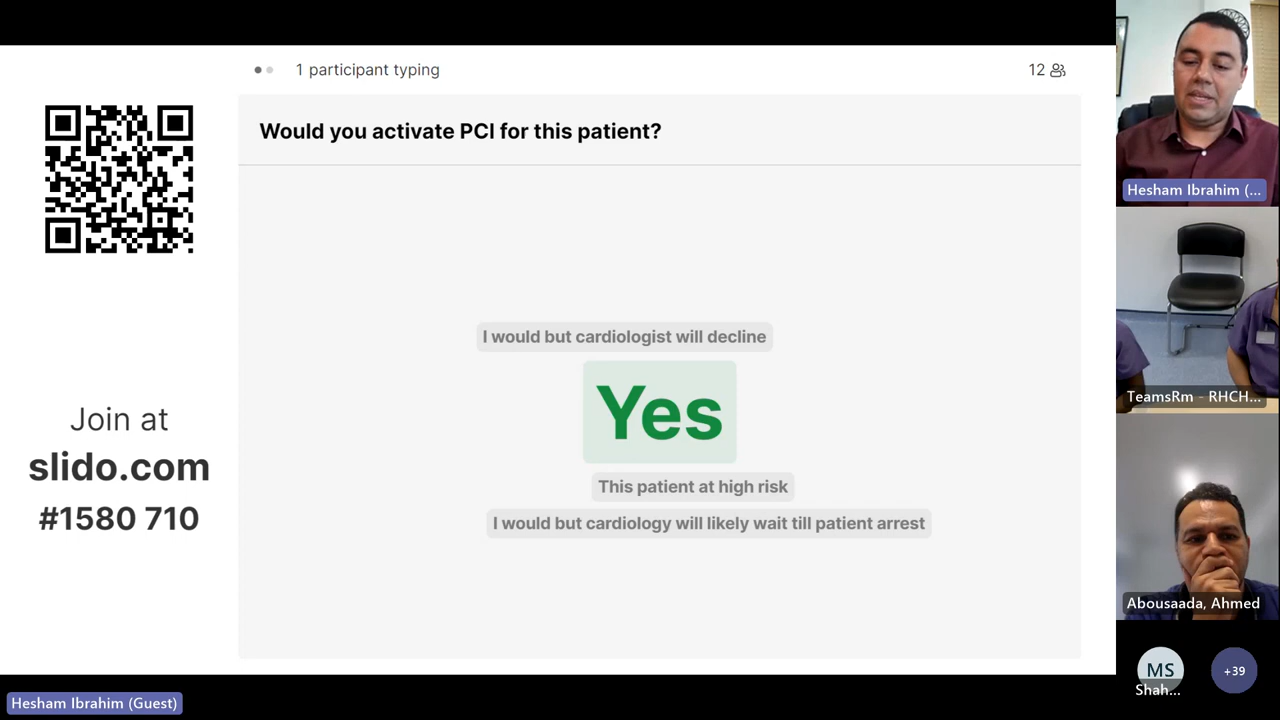 1 participant typing
12
Would you activate PCI for this patient?
I would but cardiologist will decline
Yes
This patient at high risk
I would but cardiology will likely wait till patient arrest
Join at
slido.com
#1580 710
Hesham Ibrahim (...
TeamsRm - RHCH...
Abousaada, Ahmed
MS
Shah...
+39
Hesham Ibrahim (Guest)